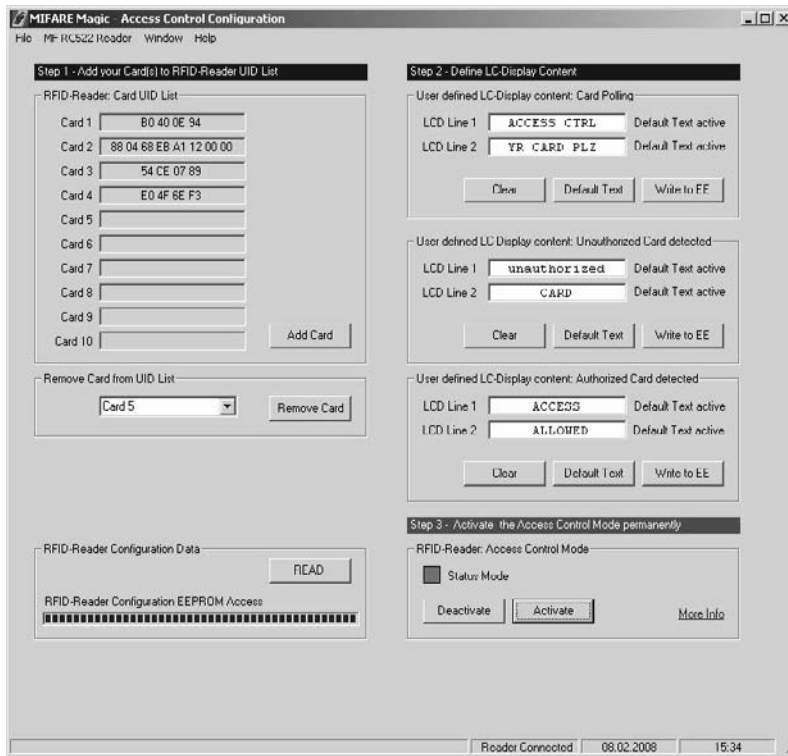 MIFARE Magic - Access Control Configuration
File MF RC522 Reader Window Help
Step 1 - Add your Card(s) to RFID-Reader UID List
RFID-Reader: Card UID List
Card 1 B0 40 0E 94
Card 2 88 04 68 EB A1 12 00 00
Card 3 54 CE 07 89
Card 4 E0 4F 6E F3
Card 5
Card 6
Card 7
Card 8
Card 9
Card 10
Add Card
Remove Card from UID List
Card 5
Remove Card
RFID-Reader Configuration Data
READ
RFID-Reader Configuration EEPROM Access
Step 2 - Define LC-Display Content
User defined LC-Display content: Card Polling
LCD Line 1 ACCESS CTRL Default Text active
LCD Line 2 YR CARD PLZ Default Text active
Clear Default Text Write to EE
User defined LC Display content: Unauthorized Card detected
LCD Line 1 unauthorized Default Text active
LCD Line 2 CARD Default Text active
Clear Default Text Write to EE
User defined LC-Display content: Authorized Card detected
LCD Line 1 ACCESS Default Text active
LCD Line 2 ALLOWED Default Text active
Clear Default Text Write to EE
Step 3 - Activate the Access Control Mode permanently
RFID-Reader: Access Control Mode
Status Mode
Deactivate Activate More Info
Reader Connected 08.02.2008 15:34